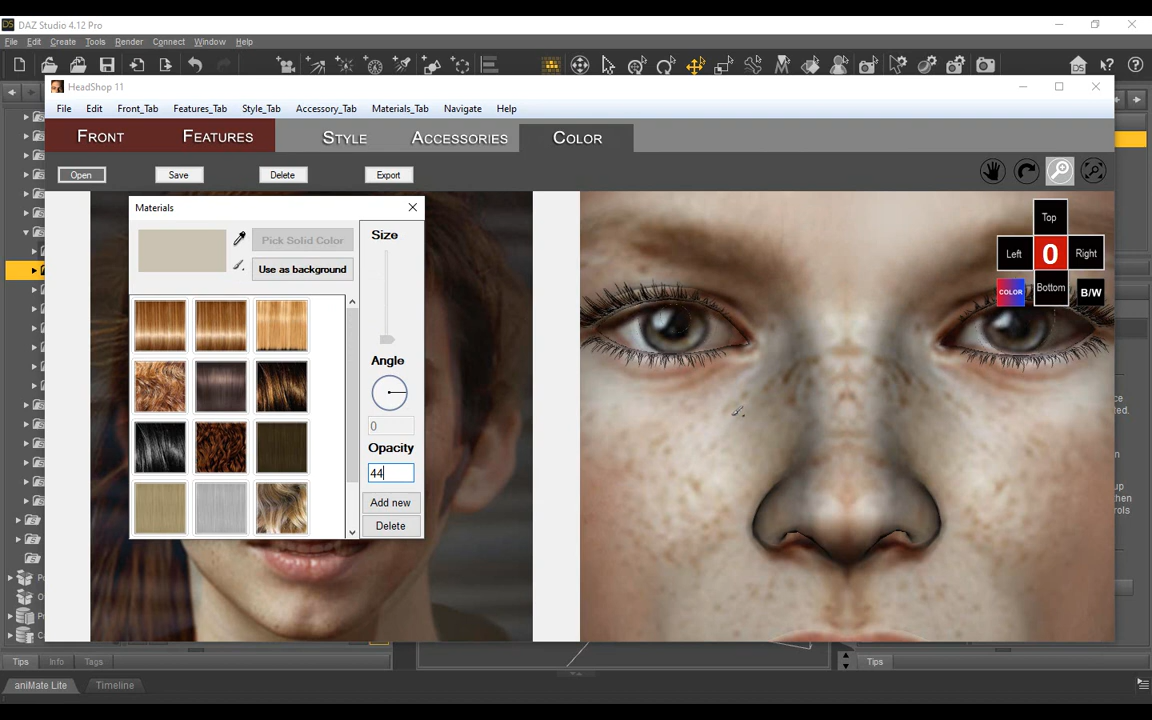 DS DAZ Studio 4.12 Pro
File Edit Create Tools Render Connect Window Help
HeadShop 11
File Edit Front_Tab Features_Tab Style_Tab Accessory_Tab Materials_Tab Navigate Help
FRONT FEATURES STYLE ACCESSORIES COLOR
Open Save Delete Export
Materials
Pick Solid Color
Use as background
Size
Angle
0
Opacity
44
Add new
Delete
Top
Left 0 Right
COLOR Bottom B/W
Tips Info Tags
Tips
aniMate Lite Timeline